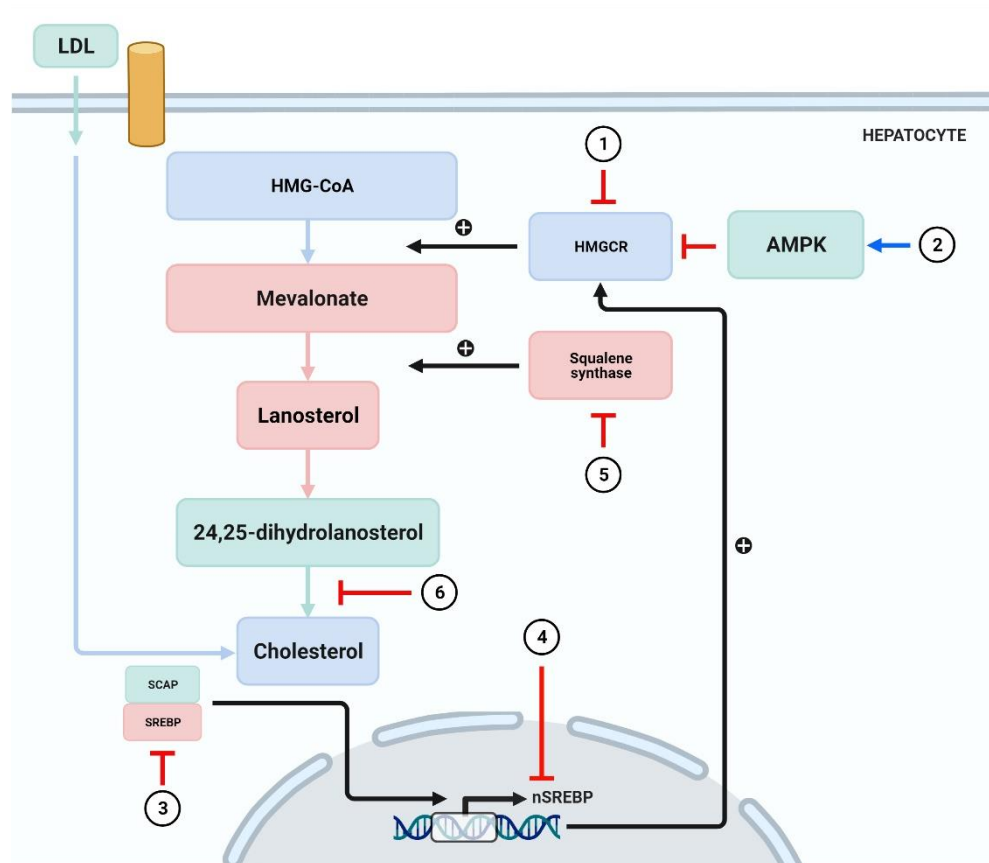 LDL
HEPATOCYTE
1
HMG-CoA
+
HMGCR
AMPK
2
Mevalonate
+
Squalene
synthase
Lanosterol
5
24,25-dihydrolanosterol
+
6
4
Cholesterol
SCAP
SREBP
3
nSREBP